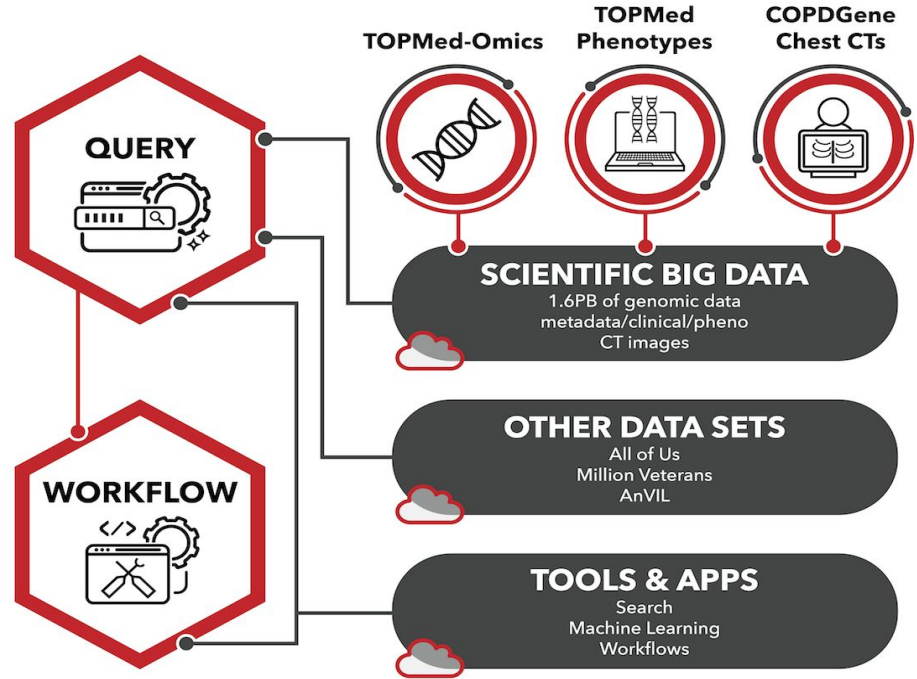 TOPMed-Omics
TOPMed
Phenotypes
COPDGene
Chest CTs
QUERY
SCIENTIFIC BIG DATA
1.6PB of genomic data
metadata/clinical/pheno
CT images
OTHER DATA SETS
All of Us
Million Veterans
AnVIL
WORKFLOW
</>
TOOLS & APPS
Search
Machine Learning
Workflows